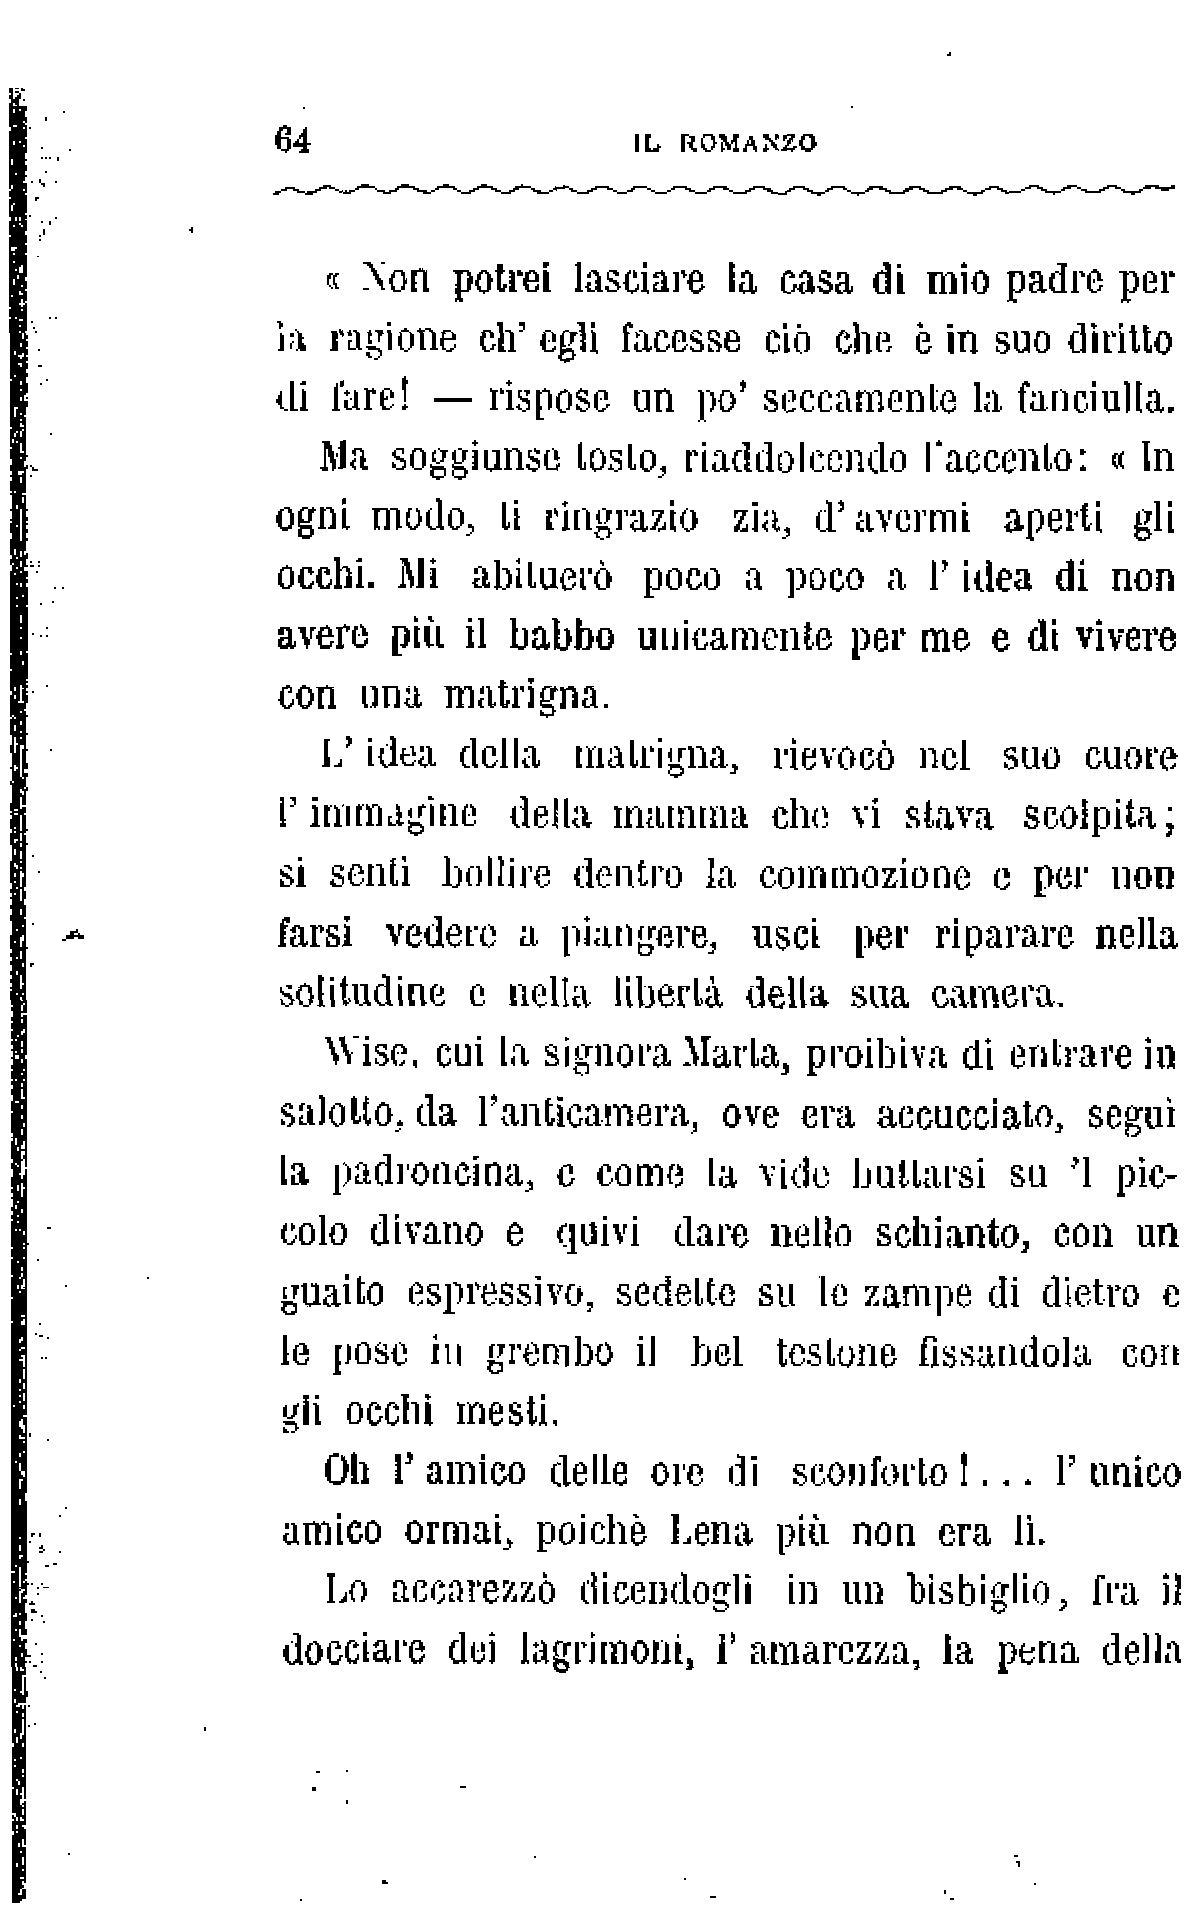 64 IL ROMANZO
« Non potrei lasciare la casa di mio padre per
la ragione ch' egli facesse ciò che è in suo diritto
di fare! — rispose un po' seccamente la fanciulla.
Ma soggiunse tosto, riaddolcendo l'accento: « In
ogni modo, ti ringrazio zia, d' avermi aperti gli
occhi. Mi abituerò poco a poco a l' idea di non
avere più il babbo unicamente per me e di vivere
con una matrigna.
L' idea della matrigna, rievocò nel suo cuore
l' immagine della mamma che vi stava scolpita;
si sentì bollire dentro la commozione e per non
farsi vedere a piangere, uscì per riparare nella
solitudine e nella libertà della sua camera.
Wise, cui la signora Marta, proibiva di entrare in
salotto, da l'anticamera, ove era accucciato, seguì
la padroncina, e come la vide buttarsi su 'l pic-
colo divano e quivi dare nello schianto, con un
guaito espressivo, sedette su le zampe di dietro e
le pose in grembo il bel testone fissandola con
gli occhi mesti.
Oh l' amico delle ore di sconforto!... l' unico
amico ormai, poichè Lena più non era lì.
Lo accarezzò dicendogli in un bisbiglio, fra il
docciare dei lagrimoni, l' amarezza, la pena della